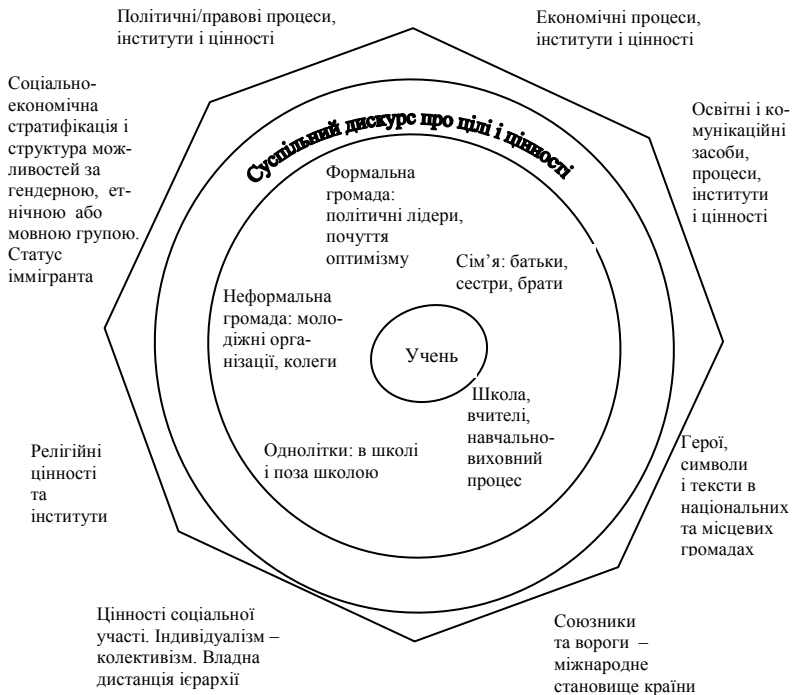 Політичні/правові процеси,
інститути і цінності
Економічні процеси,
інститути і цінності
Соціально-
економічна
стратифікація і
структура мож-
ливостей за
гендерною, ет-
нічною або
мовною групою.
Статус
іммігранта
Освітні і ко-
мунікаційні
засоби,
процеси,
інститути
і цінності
Суспільний дискурс про цілі і цінності
Формальна
громада:
політичні лідери,
почуття
оптимізму
Сім’я: батьки,
сестри, брати
Неформальна
громада: моло-
діжні орга-
нізації, колеги
Учень
Школа,
вчителі,
навчально-
виховний
процес
Однолітки: в школі
і поза школою
Релігійні
цінності
та
інститути
Герої,
символи
і тексти в
національних
та місцевих
громадах
Цінності соціальної
участі. Індивідуалізм –
колективізм. Владна
дистанція ієрархії
Союзники
та вороги –
міжнародне
становище країни